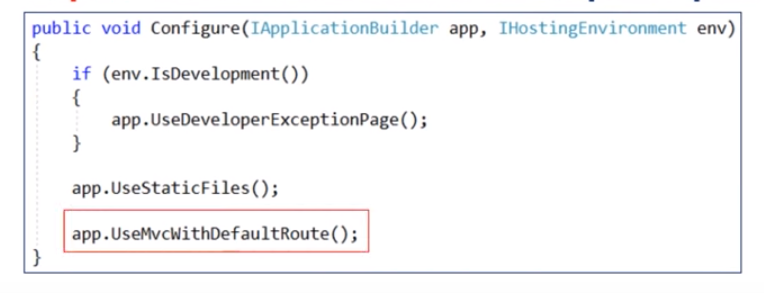 public void Configure(IApplicationBuilder app, IHostingEnvironment env)
{
    if (env.IsDevelopment())
    {
        app.UseDeveloperExceptionPage();
    }

    app.UseStaticFiles();

    app.UseMvcWithDefaultRoute();
}